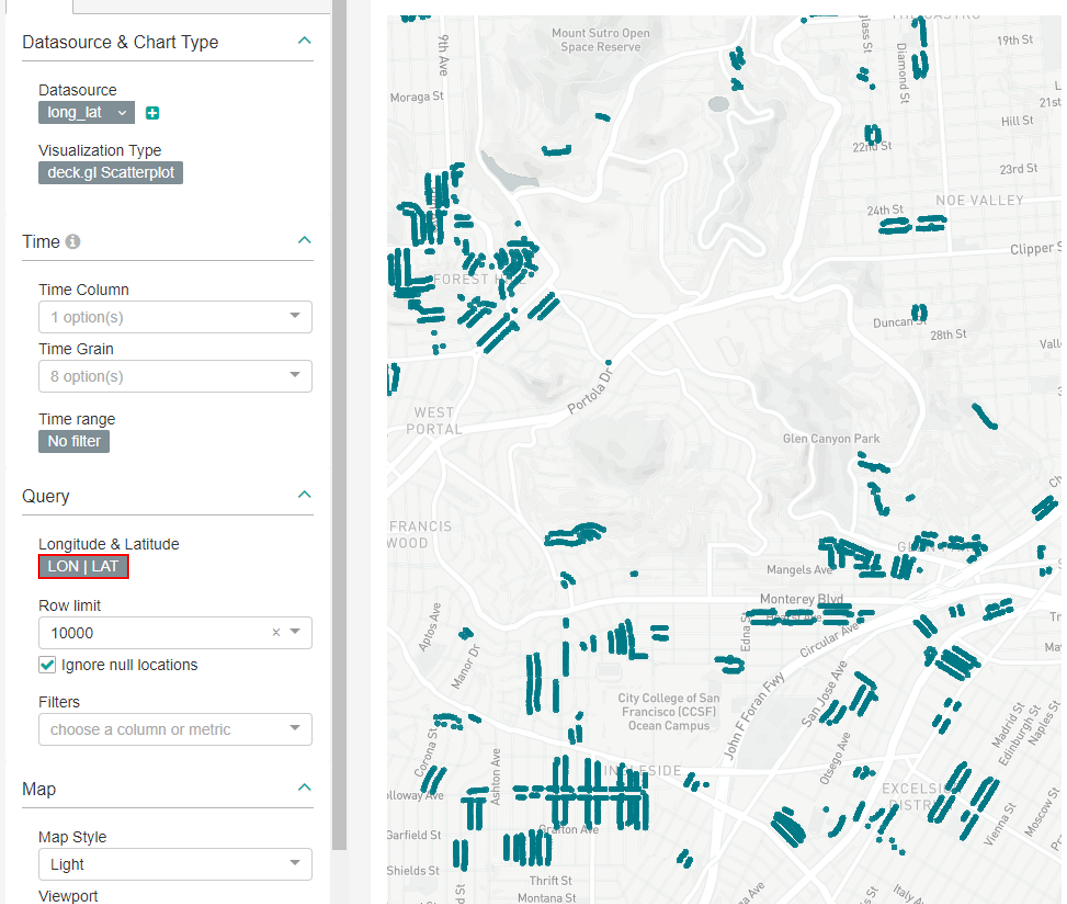 Datasource & Chart Type
Datasource
long_lat
Visualization Type
deck.gl Scatterplot
Time
Time Column
1 option(s)
Time Grain
8 option(s)
Time range
No filter
Query
Longitude & Latitude
LON | LAT
Row limit
10000
Ignore null locations
Filters
choose a column or metric
Map
Map Style
Light
Viewport
Mount Sutro Open
Space Reserve
9th Ave
Moraga St
Diamond St
19th St
21st
Hill St
22nd St
23rd St
NOE VALLEY
24th St
Clipper S
FOREST
Duncan St
28th St
Vall
Portola Dr
WEST
PORTAL
Glen Canyon Park
FRANCIS
WOOD
Mangels Ave
Monterey Blvd
Edna St
Circular Ave
Aptos Ave
Manor Dr
City College of San
Francisco (CCSF)
Ocean Campus
John F Foran Fwy
San Jose Ave
Otsego Ave
Madrid St
Edinburgh St
Naples St
Corona St
Ashton Ave
INGLESIDE
EXCELSI
DISTR
Vienna St
Moscow St
olloway Ave
Garfield St
Grafton Ave
Shields St
Thrift St
Montana St
Italy A